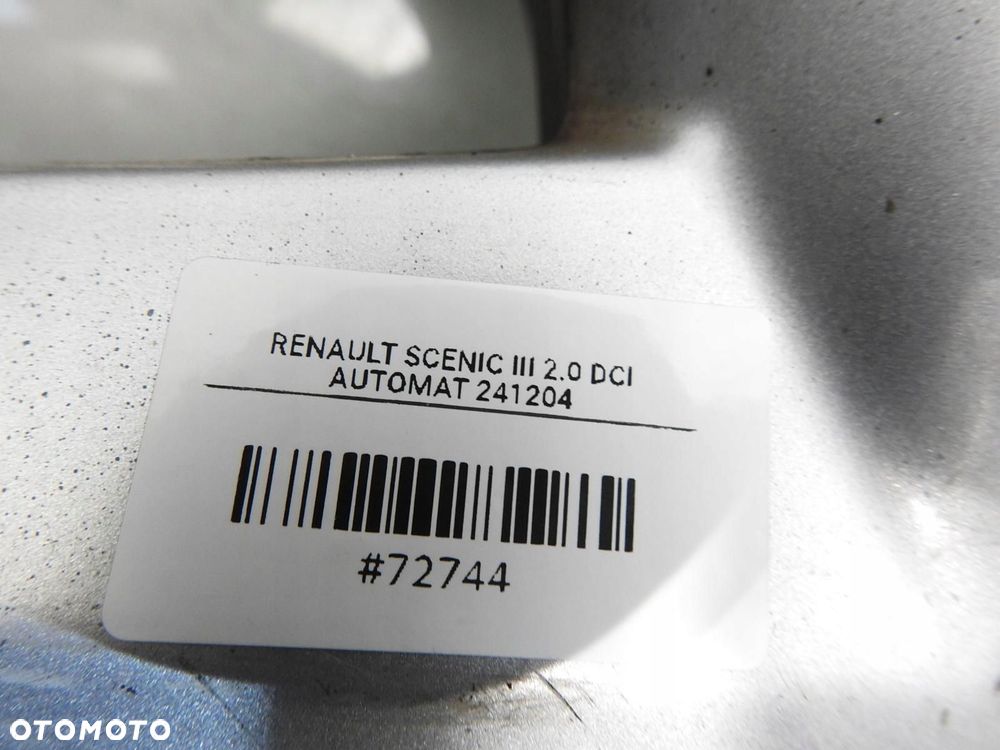 RENAULT SCENIC III 2.0 DCI
AUTOMAT 241204
#72744
OTOMOTO